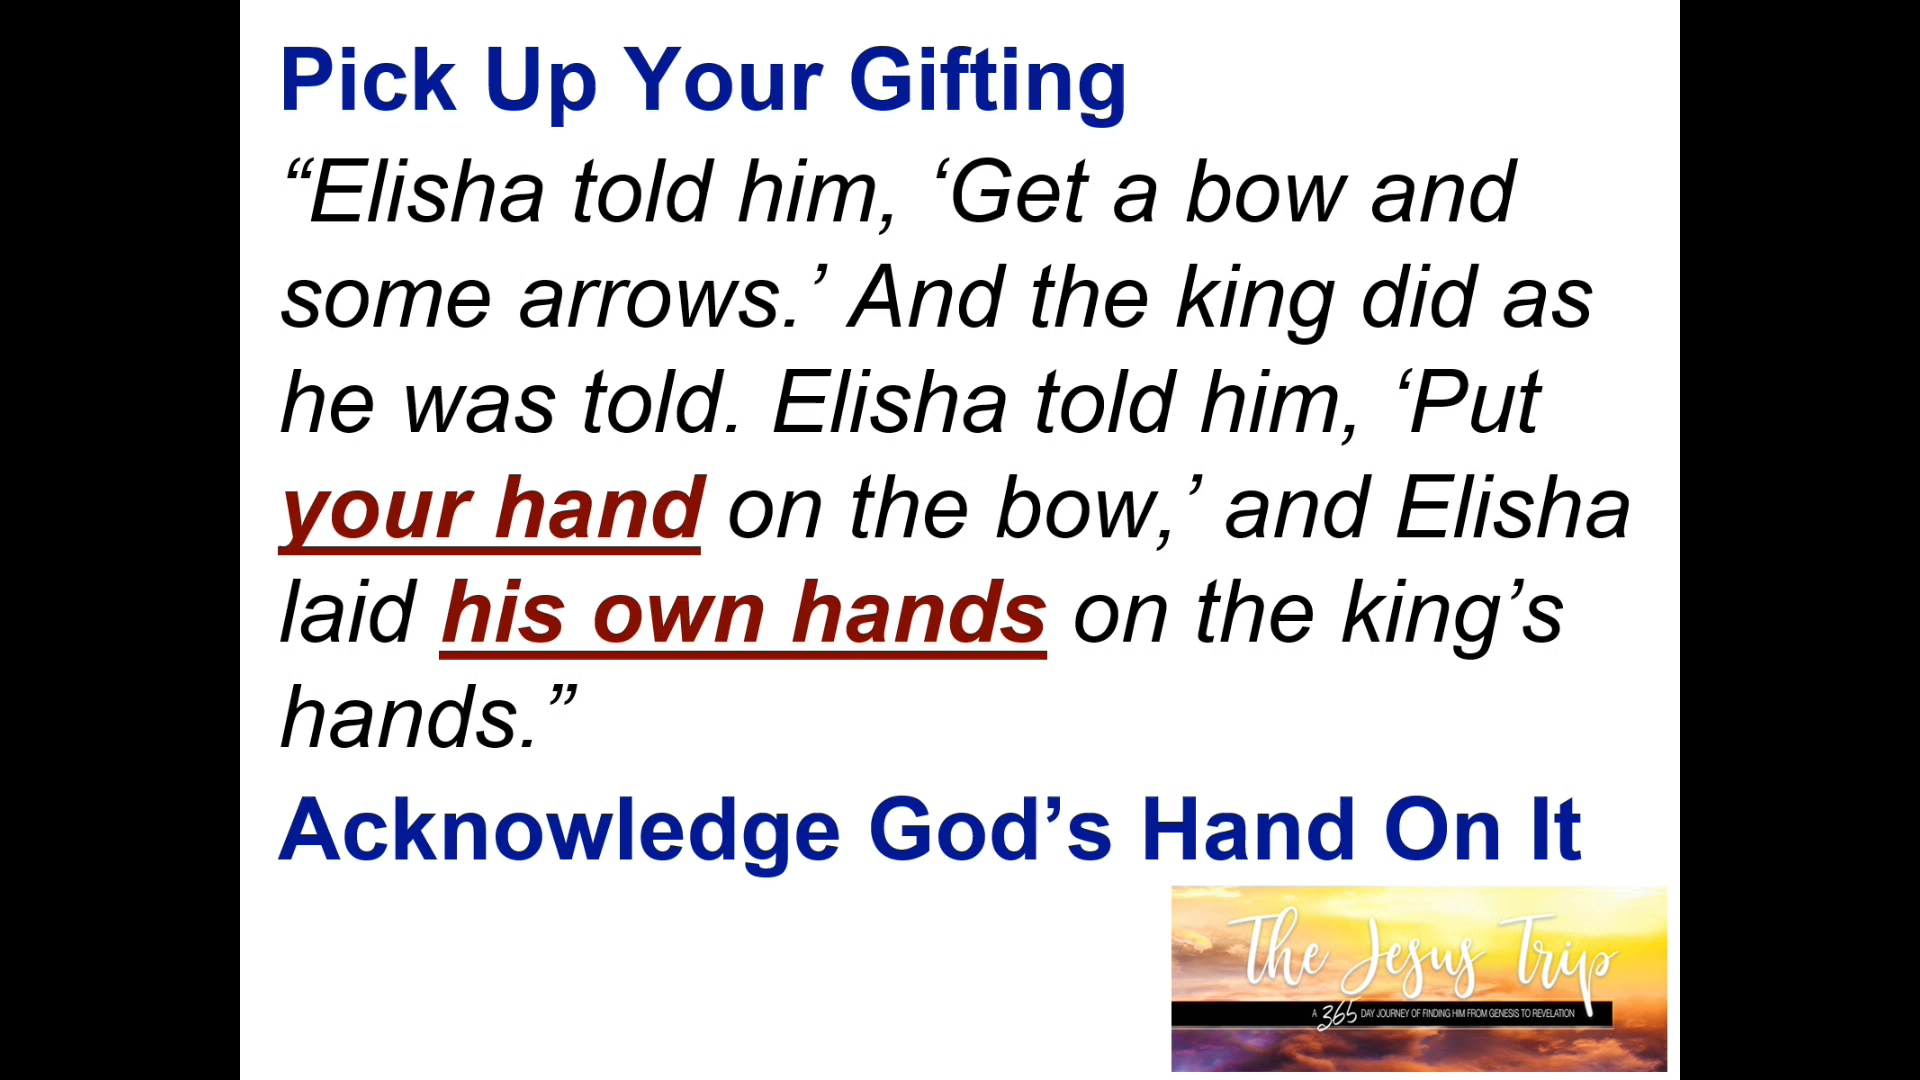 Pick Up Your Gifting
“Elisha told him, ‘Get a bow and
some arrows.’ And the king did as
he was told. Elisha told him, ‘Put
your hand on the bow,’ and Elisha
laid his own hands on the king’s
hands.”
Acknowledge God’s Hand On It
The Jesus Trip
A 365 DAY JOURNEY OF FINDING HIM FROM GENESIS TO REVELATION